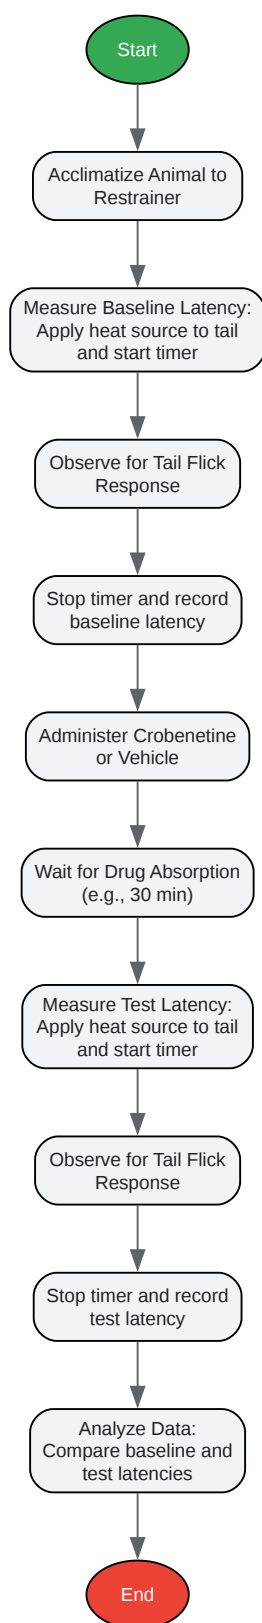 Start
Acclimatize Animal to
Restrainer
Measure Baseline Latency:
Apply heat source to tail
and start timer
Observe for Tail Flick
Response
Stop timer and record
baseline latency
Administer Crobenetine
or Vehicle
Wait for Drug Absorption
(e.g., 30 min)
Measure Test Latency:
Apply heat source to tail
and start timer
Observe for Tail Flick
Response
Stop timer and record
test latency
Analyze Data:
Compare baseline and
test latencies
End